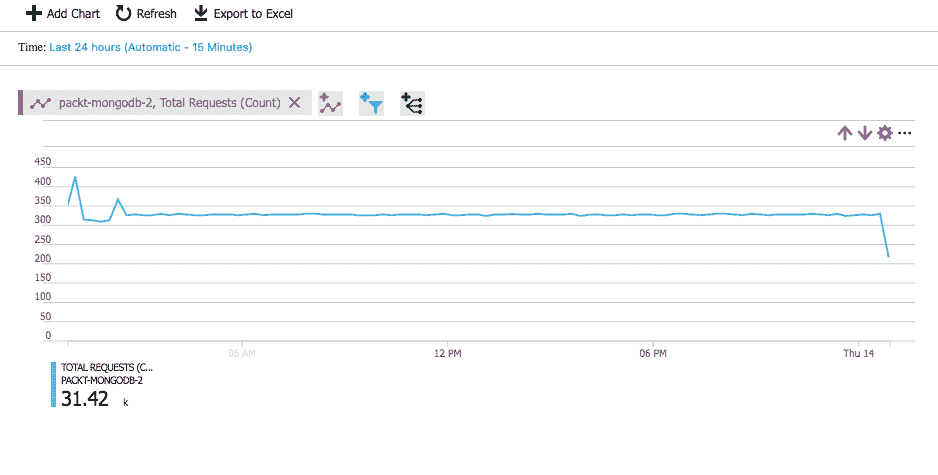 Add Chart Refresh Export to Excel
Time: Last 24 hours (Automatic - 15 Minutes)
packt-mongodb-2, Total Requests (Count)
450
400
350
300
250
200
150
100
50
0
06 AM 12 PM 06 PM Thu 14
TOTAL REQUESTS (C...
PACKT-MONGODB-2
31.42 k